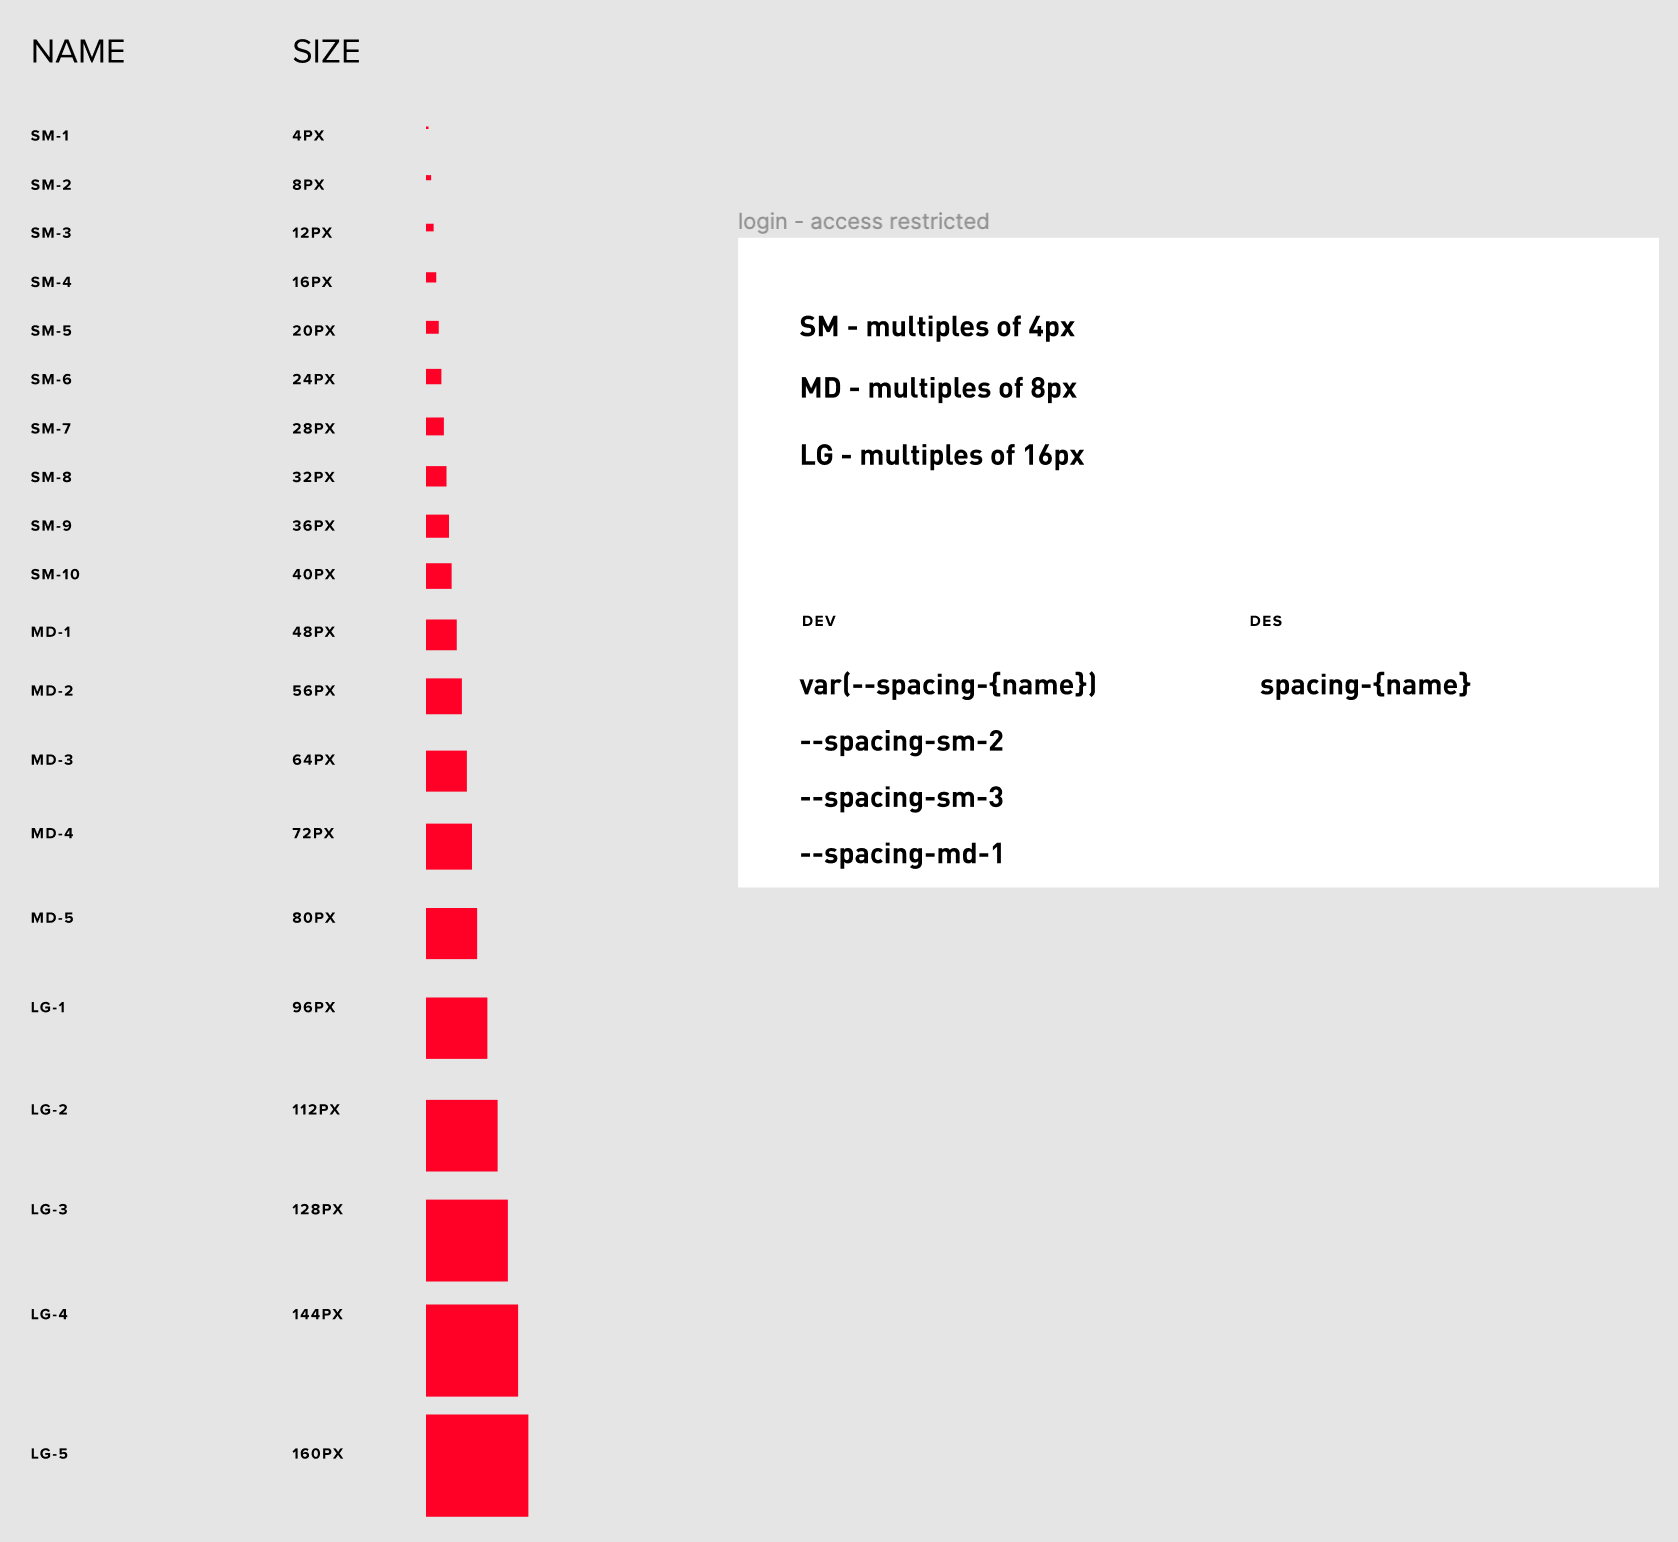 NAME SIZE
SM-1 4PX
SM-2 8PX
SM-3 12PX
SM-4 16PX
SM-5 20PX
SM-6 24PX
SM-7 28PX
SM-8 32PX
SM-9 36PX
SM-10 40PX
MD-1 48PX
MD-2 56PX
MD-3 64PX
MD-4 72PX
MD-5 80PX
LG-1 96PX
LG-2 112PX
LG-3 128PX
LG-4 144PX
LG-5 160PX
login - access restricted
SM - multiples of 4px
MD - multiples of 8px
LG - multiples of 16px
DEV DES
var(--spacing-{name}) spacing-{name}
--spacing-sm-2
--spacing-sm-3
--spacing-md-1